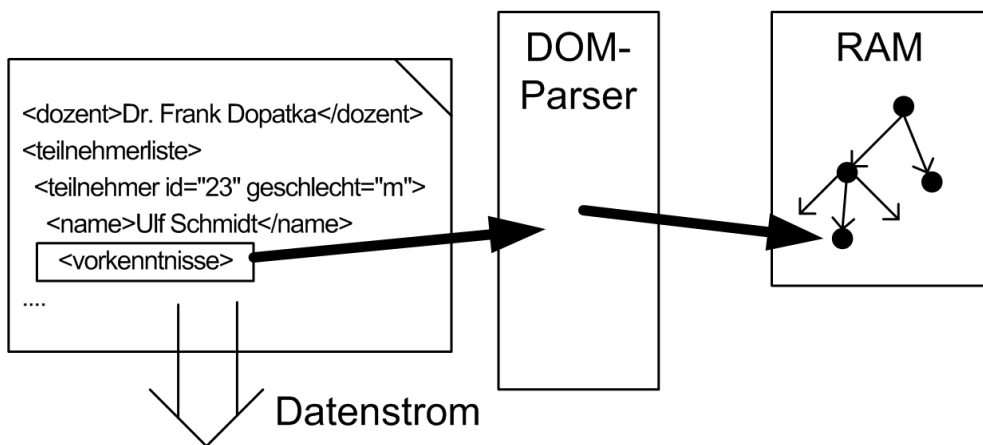 <dozent>Dr. Frank Dopatka</dozent>
<teilnehmerliste>
<teilnehmer id="23" geschlecht="m">
<name>Ulf Schmidt</name>
<vorkenntnisse>
....
Datenstrom
DOM-
Parser
RAM